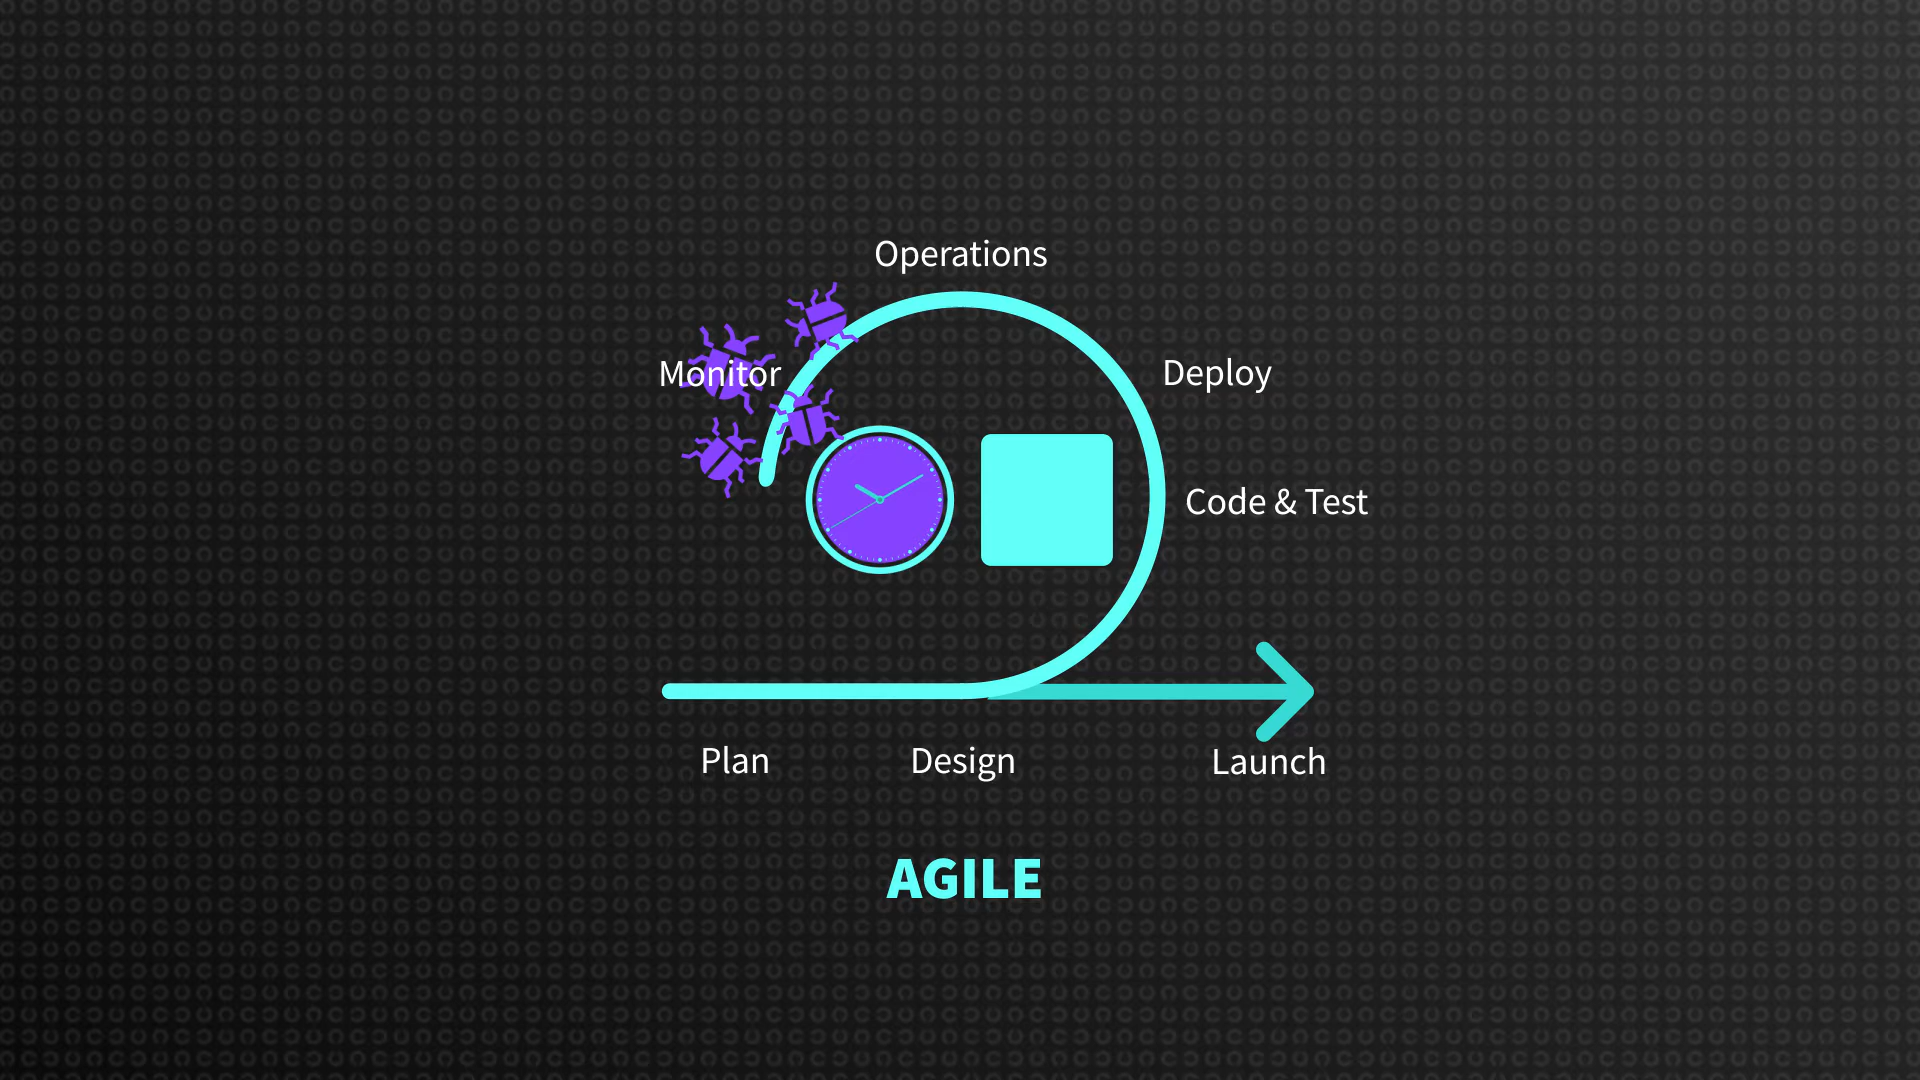 Operations
Monitor
Deploy
Code & Test
Plan
Design
Launch
AGILE